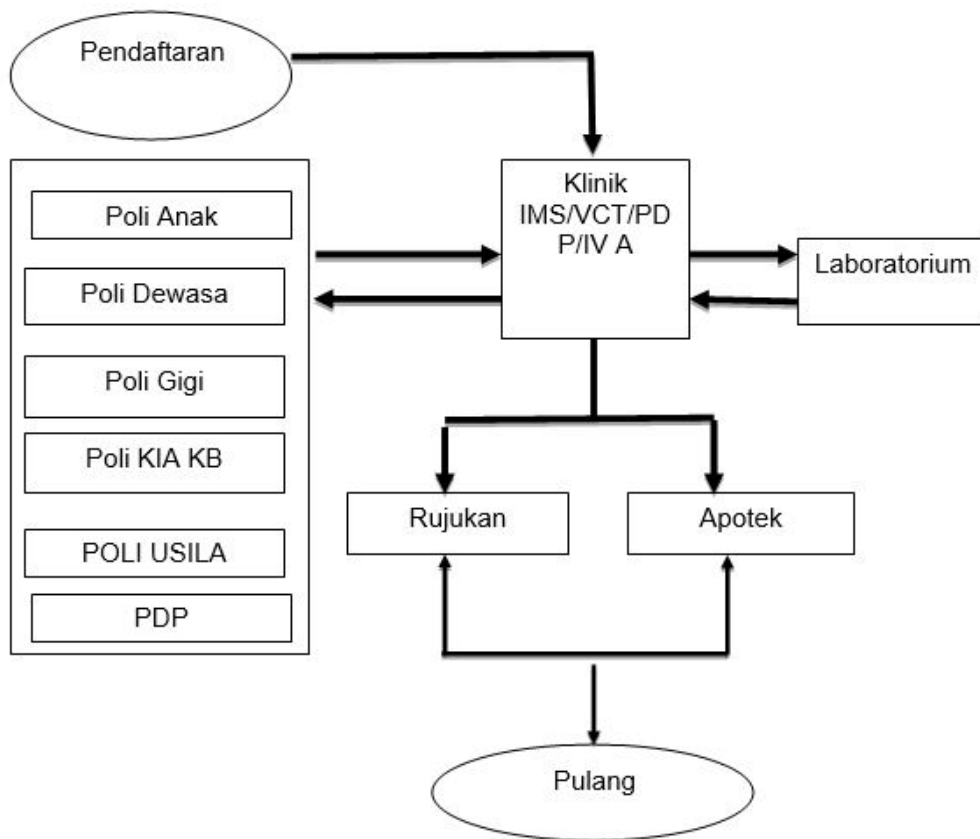 Pendaftaran
Klinik
IMS/VCT/PD
P/IV A
Laboratorium
Poli Anak
Poli Dewasa
Poli Gigi
Poli KIA KB
POLI USILA
PDP
Rujukan
Apotek
Pulang